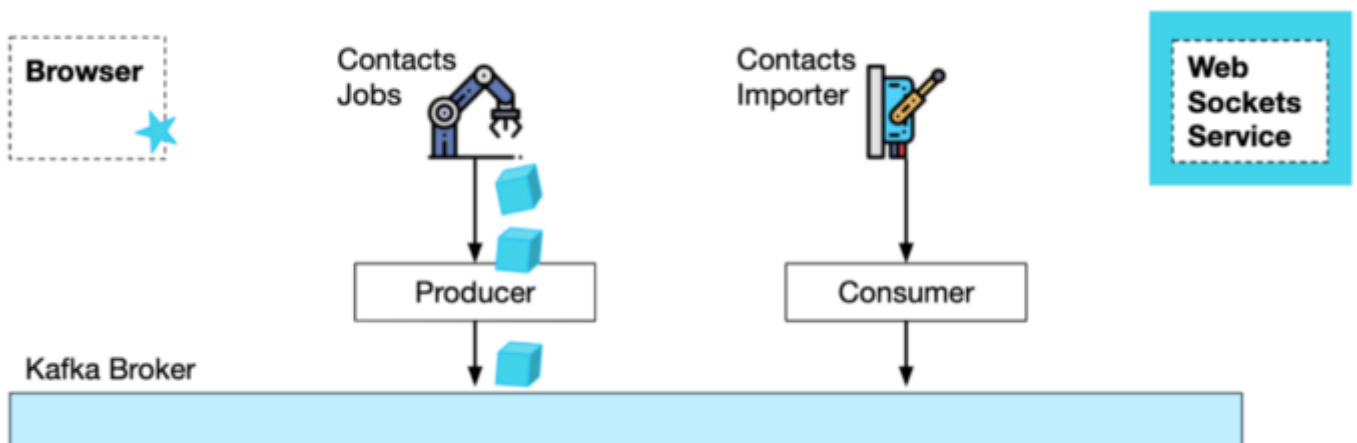 Browser
Contacts
Jobs
Contacts
Importer
Web
Sockets
Service
Producer
Consumer
Kafka Broker